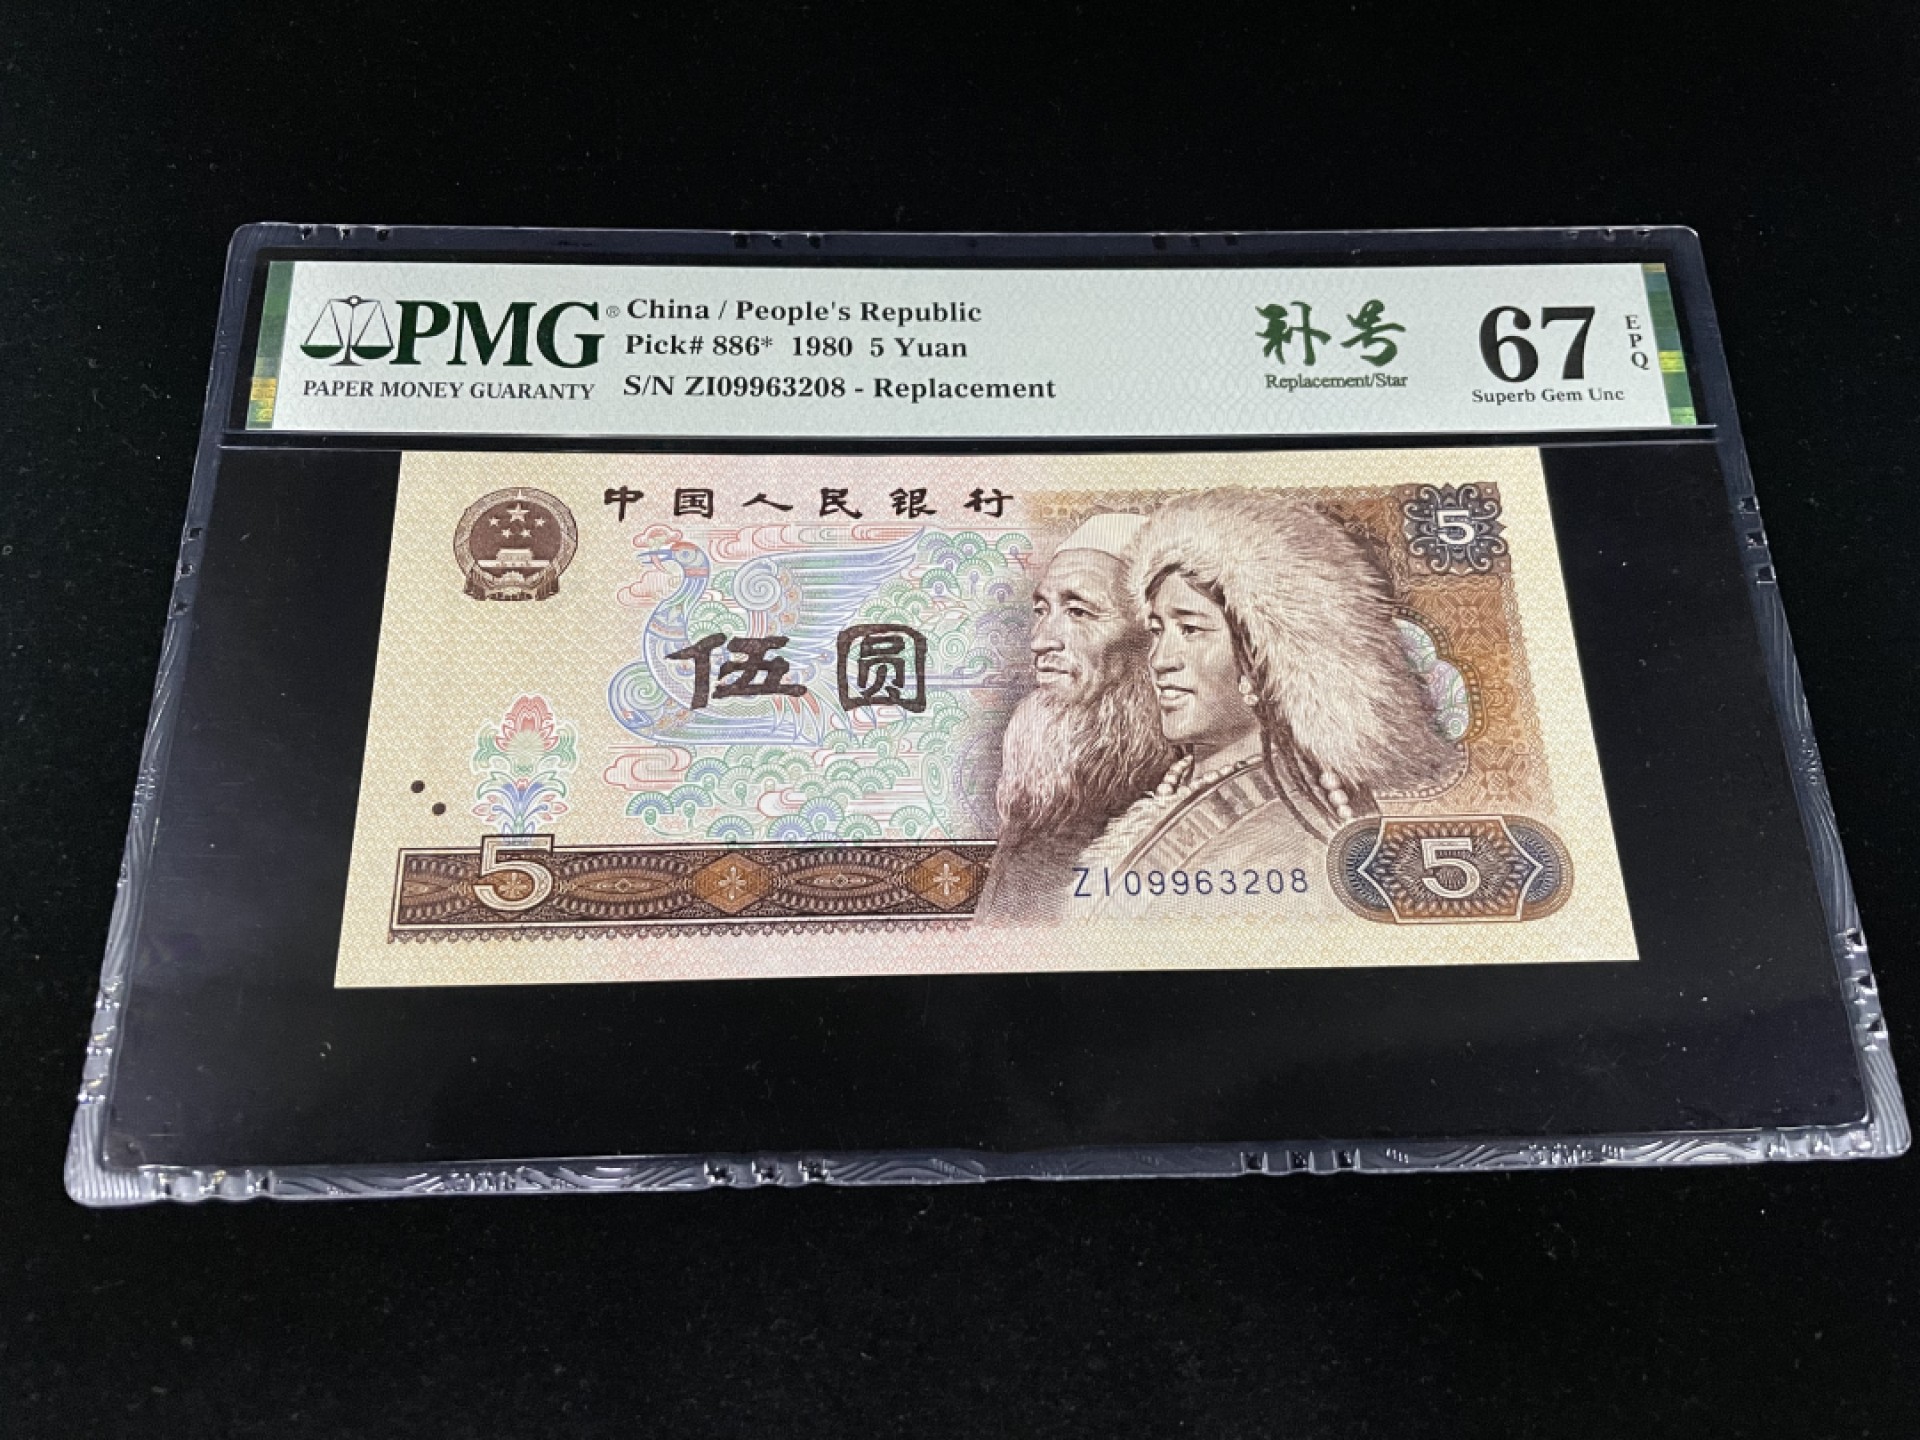 PMG®
PAPER MONEY GUARANTY
China / People's Republic
Pick# 886* 1980 5 Yuan
S/N ZI09963208 - Replacement
补号
Replacement/Star
67
EPQ
Superb Gem Unc
中国人民银行
5
伍圆
5
ZI09963208
5